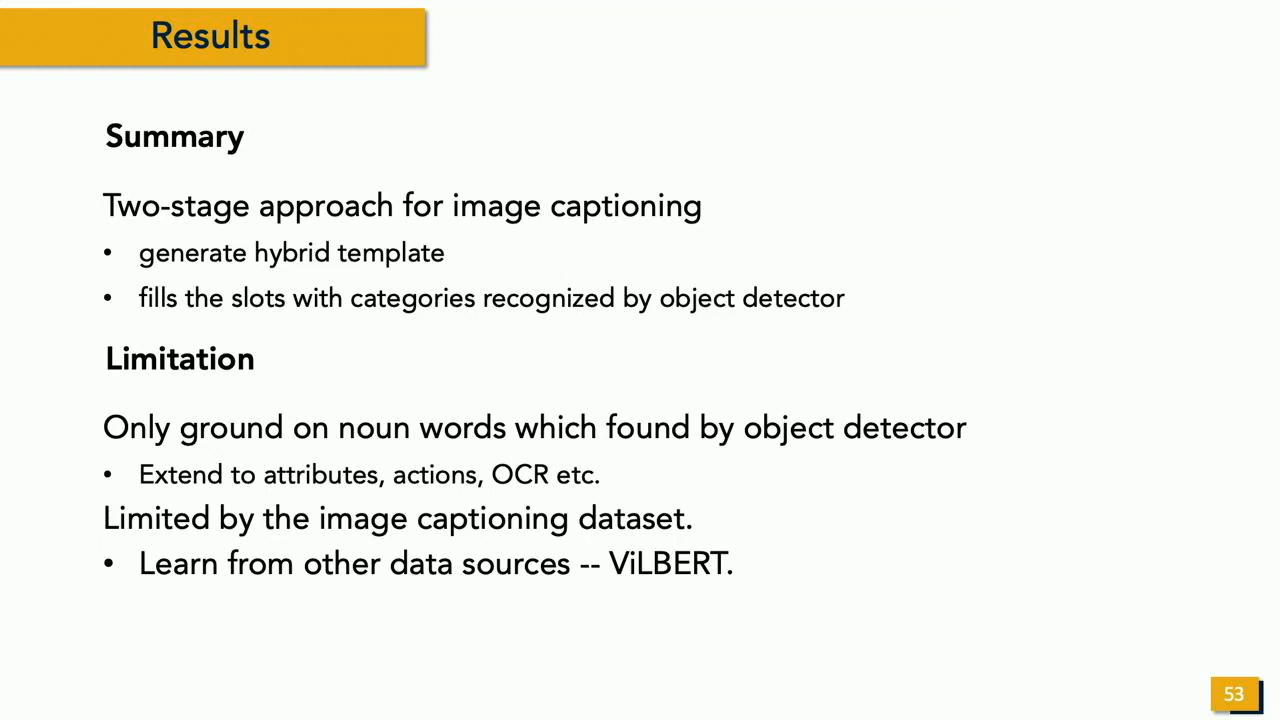 Results
Summary
Two-stage approach for image captioning
• generate hybrid template
• fills the slots with categories recognized by object detector
Limitation
Only ground on noun words which found by object detector
• Extend to attributes, actions, OCR etc.
Limited by the image captioning dataset.
• Learn from other data sources -- ViLBERT.
53